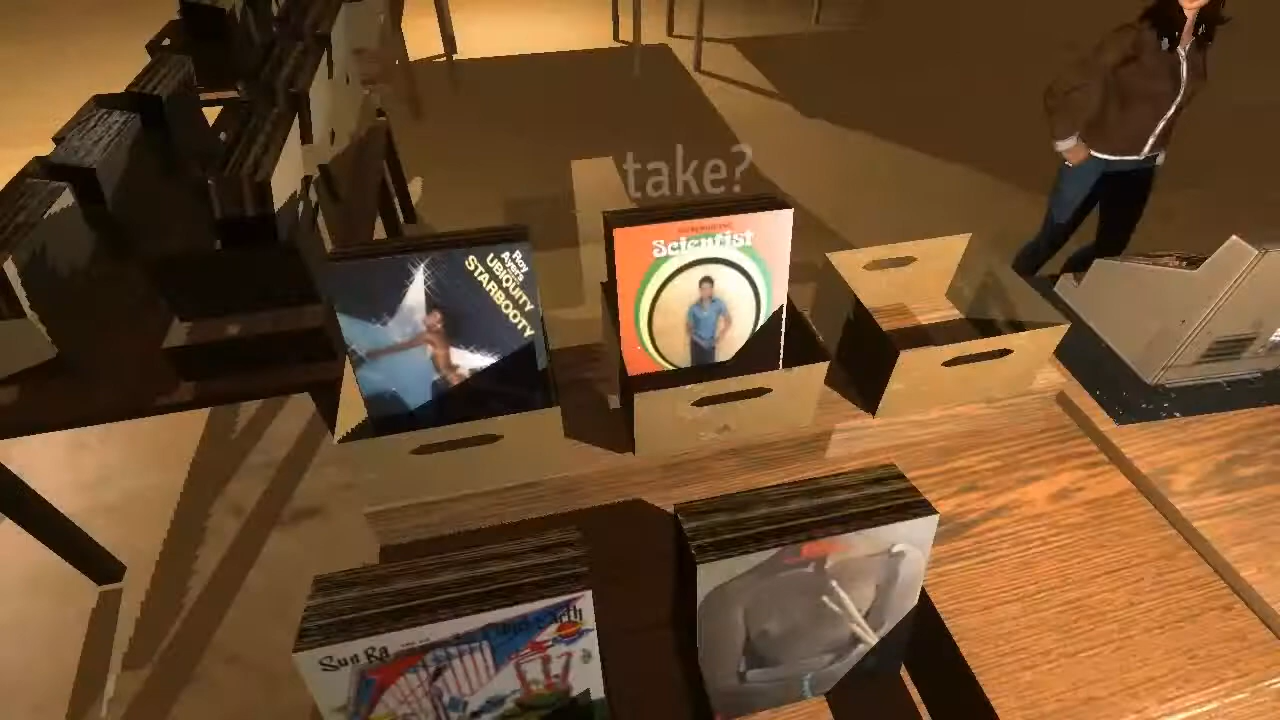 take?
Scientist
Roy
Ayers
UBIQUITY
STARBOOTY
Sun Ra